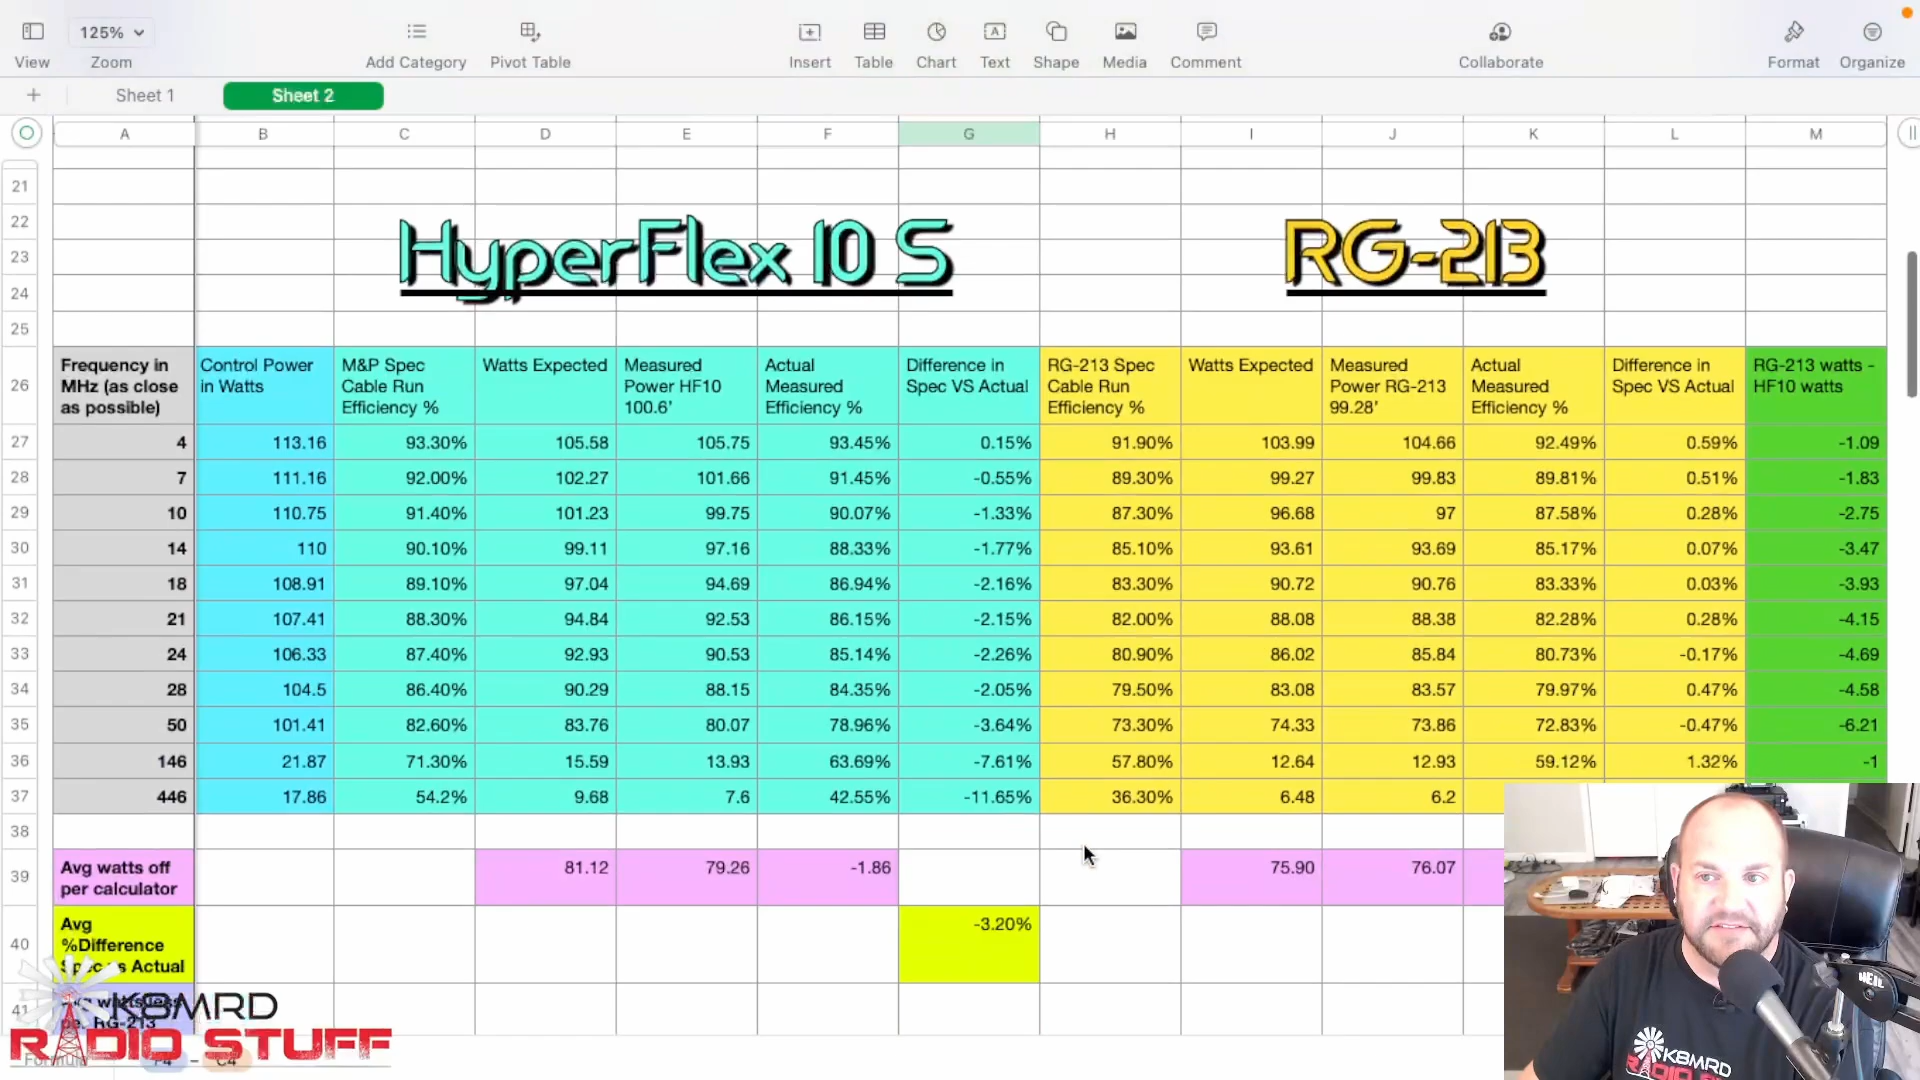 125%
View
Zoom
Add Category
Pivot Table
Insert
Table
Chart
Text
Shape
Media
Comment
Collaborate
Format
Organize
+ Sheet 1 Sheet 2
A B C D E F G H I J K L M
21
22
HyperFlex 10 S RG-213
23
24
25
26 Frequency in MHz (as close as possible) Control Power in Watts M&P Spec Cable Run Efficiency % Watts Expected Measured Power HF10 100.6' Actual Measured Efficiency % Difference in Spec VS Actual RG-213 Spec Cable Run Efficiency % Watts Expected Measured Power RG-213 99.28' Actual Measured Efficiency % Difference in Spec VS Actual RG-213 watts - HF10 watts
27 4 113.16 93.30% 105.58 105.75 93.45% 0.15% 91.90% 103.99 104.66 92.49% 0.59% -1.09
28 7 111.16 92.00% 102.27 101.66 91.45% -0.55% 89.30% 99.27 99.83 89.81% 0.51% -1.83
29 10 110.75 91.40% 101.23 99.75 90.07% -1.33% 87.30% 96.68 97 87.58% 0.28% -2.75
30 14 110 90.10% 99.11 97.16 88.33% -1.77% 85.10% 93.61 93.69 85.17% 0.07% -3.47
31 18 108.91 89.10% 97.04 94.69 86.94% -2.16% 83.30% 90.72 90.76 83.33% 0.03% -3.93
32 21 107.41 88.30% 94.84 92.53 86.15% -2.15% 82.00% 88.08 88.38 82.28% 0.28% -4.15
33 24 106.33 87.40% 92.93 90.53 85.14% -2.26% 80.90% 86.02 85.84 80.73% -0.17% -4.69
34 28 104.5 86.40% 90.29 88.15 84.35% -2.05% 79.50% 83.08 83.57 79.97% 0.47% -4.58
35 50 101.41 82.60% 83.76 80.07 78.96% -3.64% 73.30% 74.33 73.86 72.83% -0.47% -6.21
36 146 21.87 71.30% 15.59 13.93 63.69% -7.61% 57.80% 12.64 12.93 59.12% 1.32% -1
37 446 17.86 54.2% 9.68 7.6 42.55% -11.65% 36.30% 6.48 6.2
38
39 Avg watts off per calculator 81.12 79.26 -1.86 75.90 76.07
40 Avg %Difference Spec vs Actual -3.20%
41 RG-213
K8MRD
RADIO STUFF
F4 - C4
HEIL
K8MRD